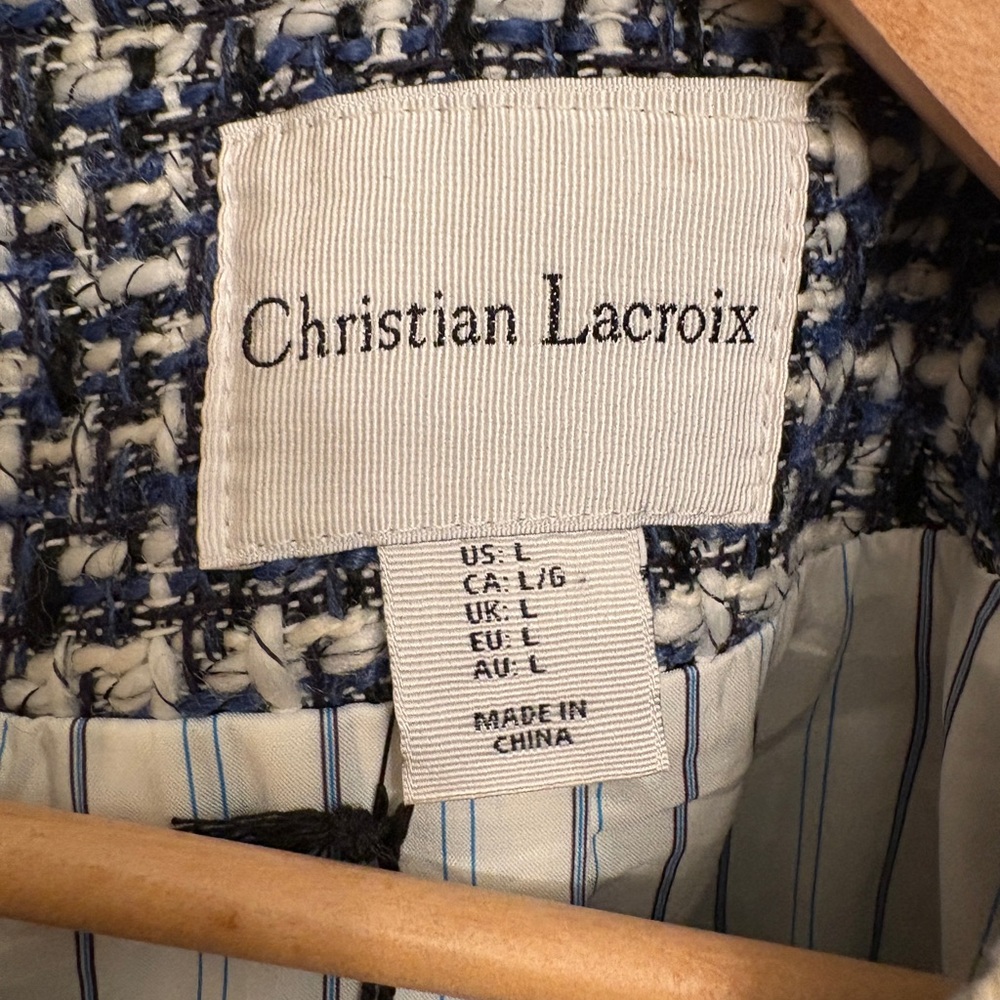 Christian Lacroix
US: L
CA: L/G
UK: L
EU: L
AU: L
MADE IN
CHINA